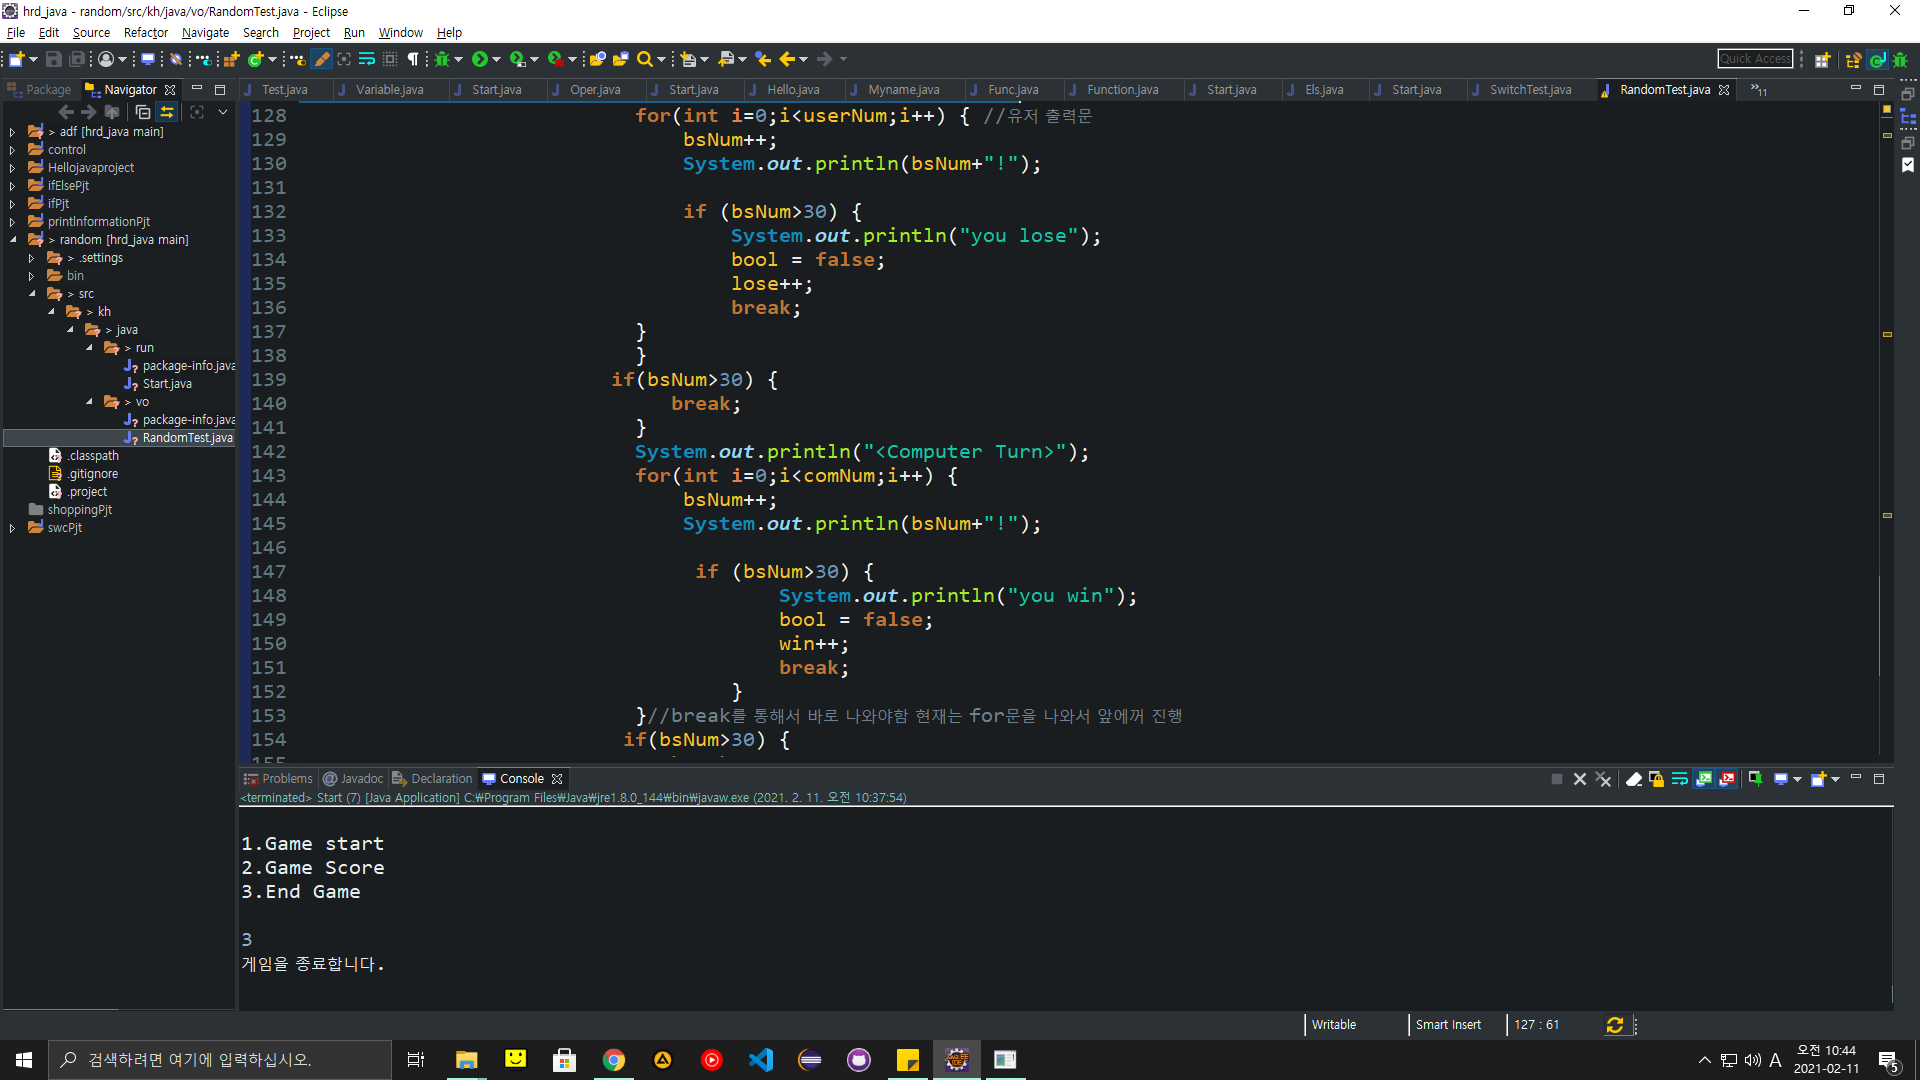 hrd_java - random/src/kh/java/vo/RandomTest.java - Eclipse
File Edit Source Refactor Navigate Search Project Run Window Help
Quick Access
Package Navigator
Test.java Variable.java Start.java Oper.java Start.java Hello.java Myname.java Func.java Function.java Start.java Els.java Start.java SwitchTest.java RandomTest.java »11
> adf [hrd_java main]
control
Hellojavaproject
ifElsePjt
ifPjt
printInformationPjt
> random [hrd_java main]
> .settings
bin
> src
> kh
> java
> run
package-info.java
Start.java
> vo
package-info.java
RandomTest.java
.classpath
.gitignore
.project
shoppingPjt
swcPjt
128 for(int i=0;i<userNum;i++) { //유저 출력문
129 bsNum++;
130 System.out.println(bsNum+"!");
131
132 if (bsNum>30) {
133 System.out.println("you lose");
134 bool = false;
135 lose++;
136 break;
137 }
138 }
139 if(bsNum>30) {
140 break;
141 }
142 System.out.println("<Computer Turn>");
143 for(int i=0;i<comNum;i++) {
144 bsNum++;
145 System.out.println(bsNum+"!");
146
147 if (bsNum>30) {
148 System.out.println("you win");
149 bool = false;
150 win++;
151 break;
152 }
153 }//break를 통해서 바로 나와야함 현재는 for문을 나와서 앞에꺼 진행
154 if(bsNum>30) {
Problems Javadoc Declaration Console
<terminated> Start (7) [Java Application] C:₩Program Files₩Java₩jre1.8.0_144₩bin₩javaw.exe (2021. 2. 11. 오전 10:37:54)
1.Game start
2.Game Score
3.End Game
3
게임을 종료합니다.
Writable Smart Insert 127 : 61
검색하려면 여기에 입력하십시오.
A 오전 10:44
2021-02-11
5